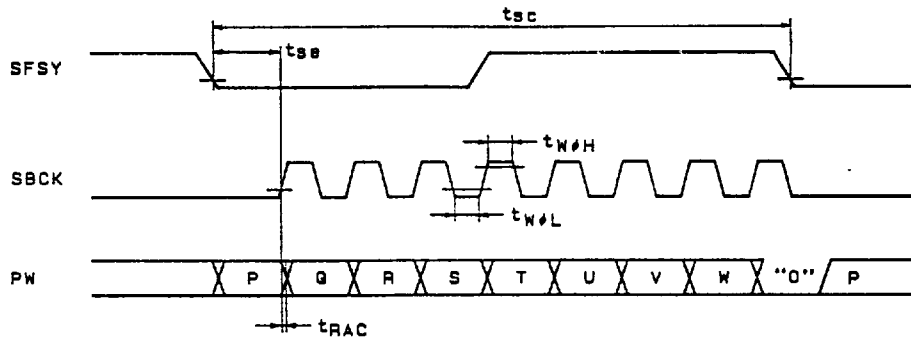 tsc
tse
SFSY
tWøH
SBCK
tWøL
PW P Q R S T U V W "0" P
tRAC